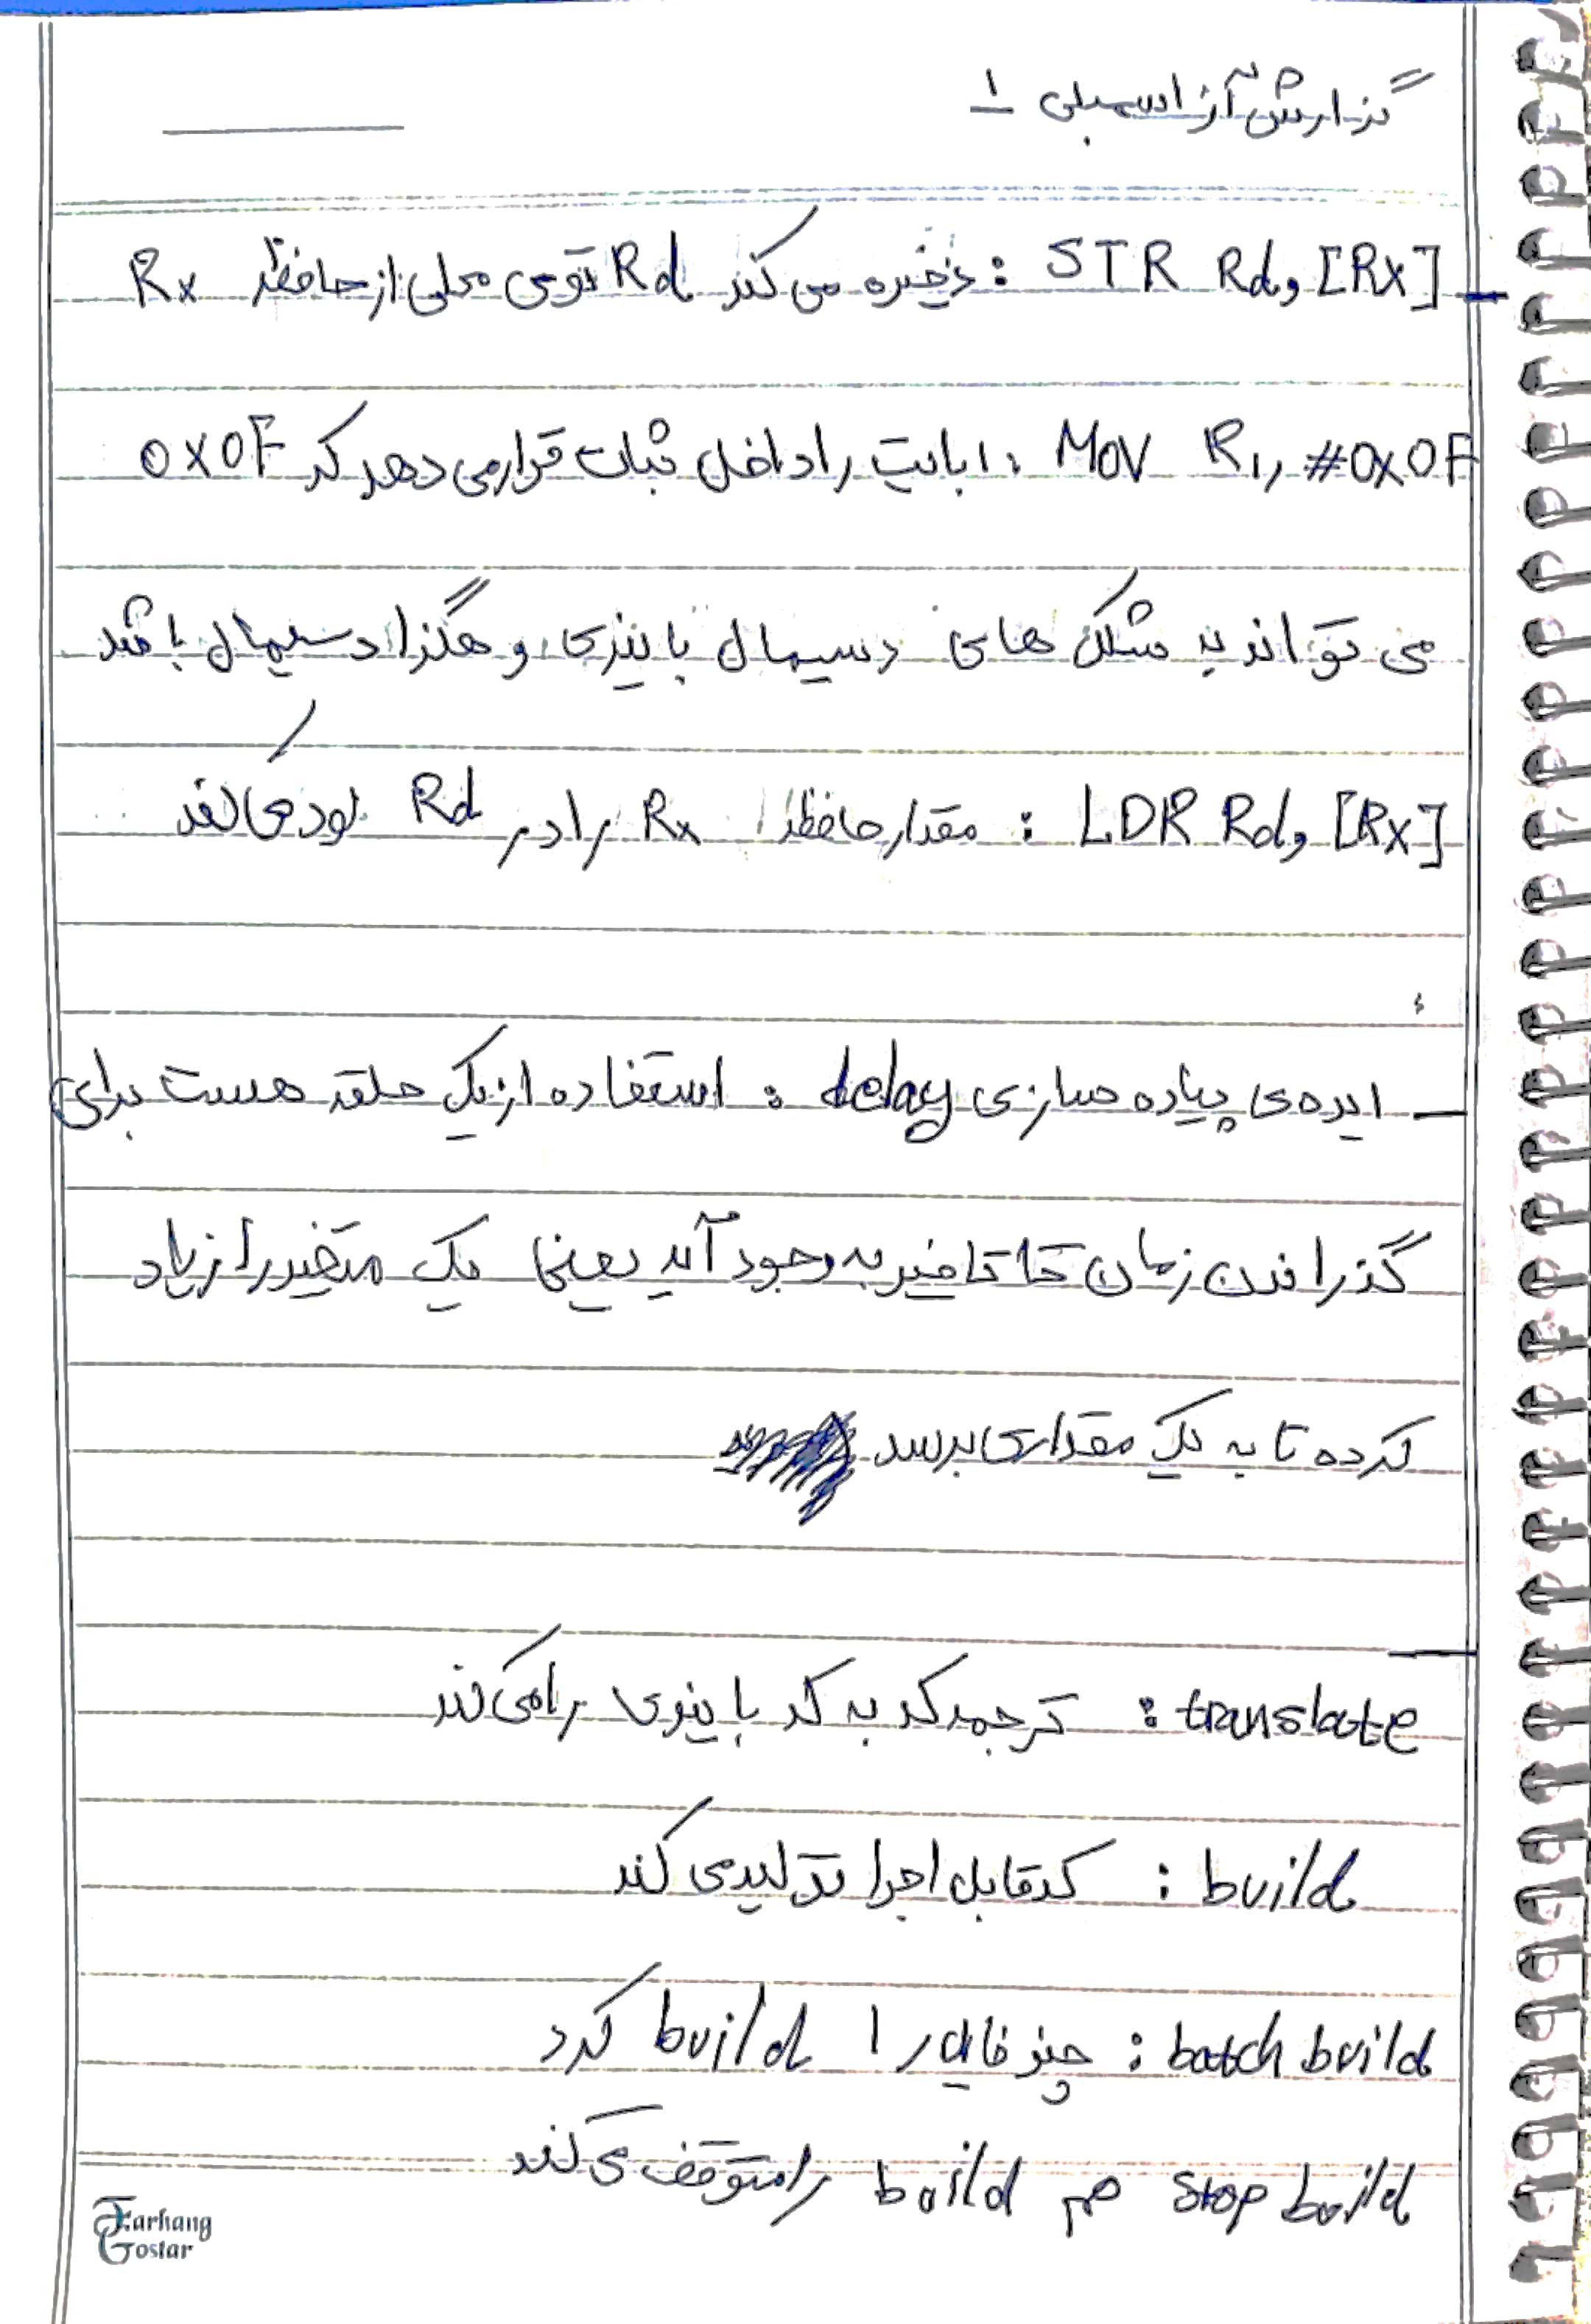 گزارش آز اسمبلی ۱
- STR Rd, [Rx] : ذخیره می کند Rd توی محلی از حافظه Rx
MOV R1, #0x0F : بایت را داخل ثبات قرار می دهد که 0x0F
می تواند به شکل های دسیمال باینری و هگزا دسیمال باشد
LDR Rd, [Rx] : مقدار حافظه Rx را در Rd لود می کند
- ایده ی پیاده سازی delay : استفاده از یک حلقه هست برای
گذراندن زمان تا تاخیر به وجود آید یعنی یک متغیر را زیاد
کرده تا به یک مقداری برسد
translate : ترجمه کد به کد باینری را می کند
build : کد قابل اجرا تولید می کند
batch build : چند فایل را build کرد
stop build هم build را متوقف می کند
Farhang
Gostar